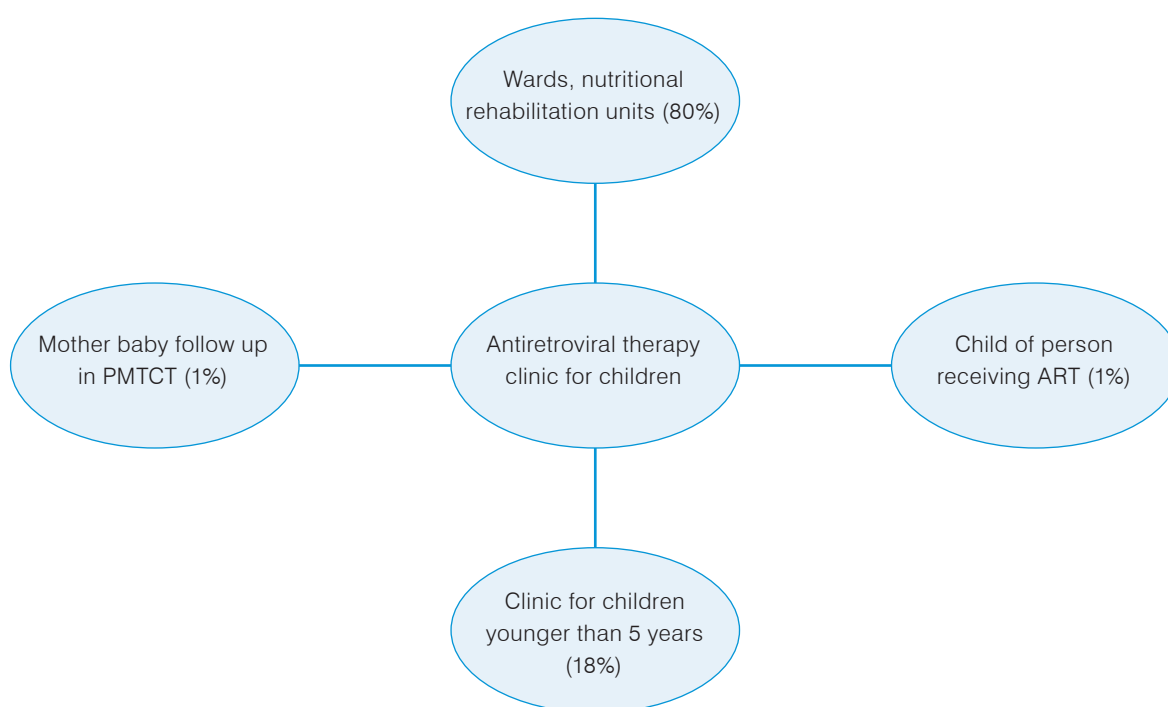 Wards, nutritional
rehabilitation units (80%)
Mother baby follow up
in PMTCT (1%)
Antiretroviral therapy
clinic for children
Child of person
receiving ART (1%)
Clinic for children
younger than 5 years
(18%)